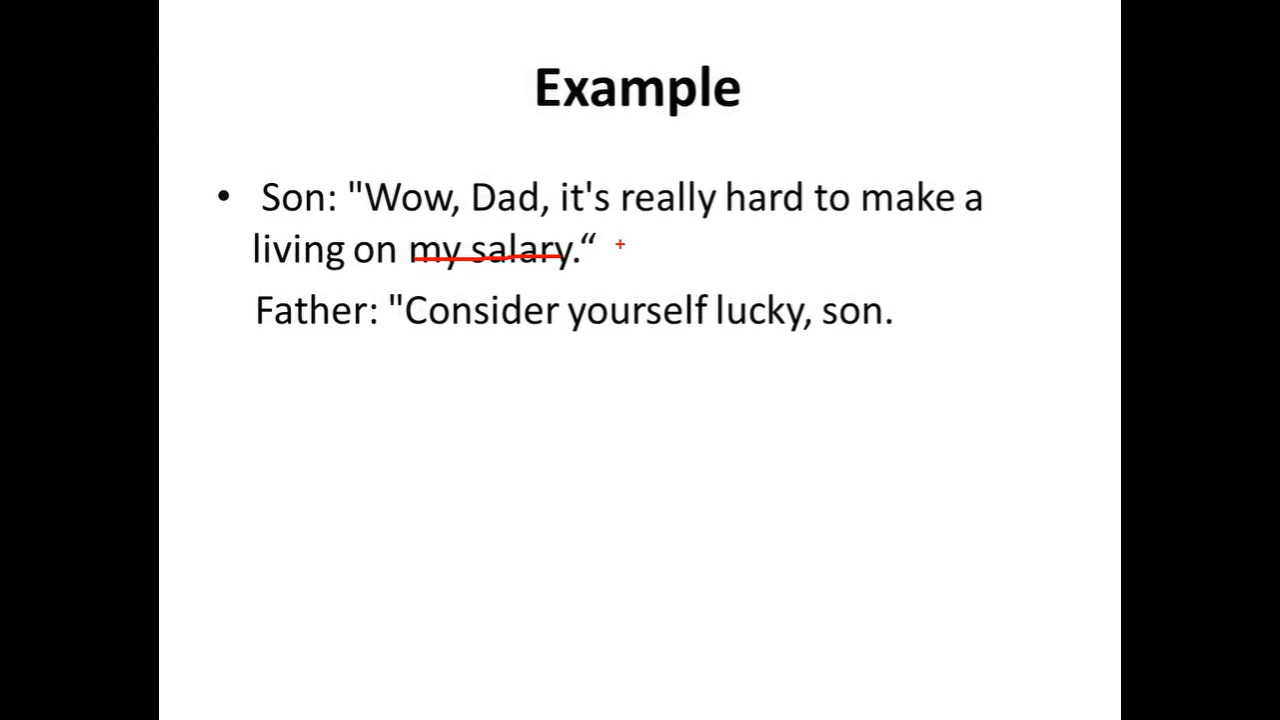 Example
• Son: "Wow, Dad, it's really hard to make a
living on my salary.“
Father: "Consider yourself lucky, son.